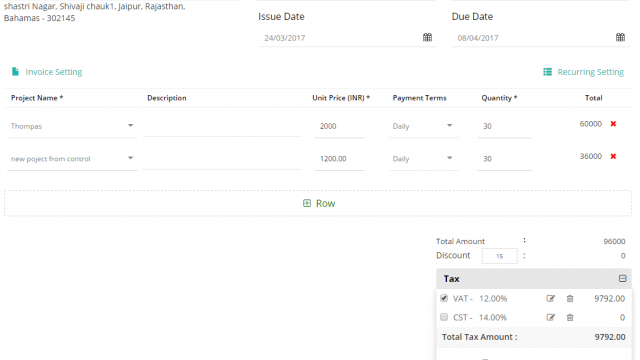 shastri Nagar, Shivaji chauk1, Jaipur, Rajasthan,
Bahamas - 302145
Issue Date
Due Date
24/03/2017
08/04/2017
Invoice Setting
Recurring Setting
Project Name * Description Unit Price (INR) * Payment Terms Quantity * Total
Thompas 2000 Daily 30 60000
new poject from control 1200.00 Daily 30 36000
Row
Total Amount : 96000
Discount 15 : 0
Tax
VAT - 12.00% 9792.00
CST - 14.00% 0
Total Tax Amount : 9792.00